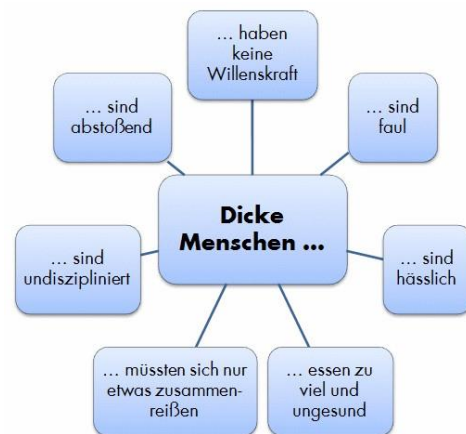 … haben
keine
Willenskraft
… sind
abstoßend
… sind
faul
Dicke
Menschen ...
… sind
undiszipliniert
… sind
hässlich
… müssten sich nur
etwas zusammen-
reißen
… essen zu
viel und
ungesund